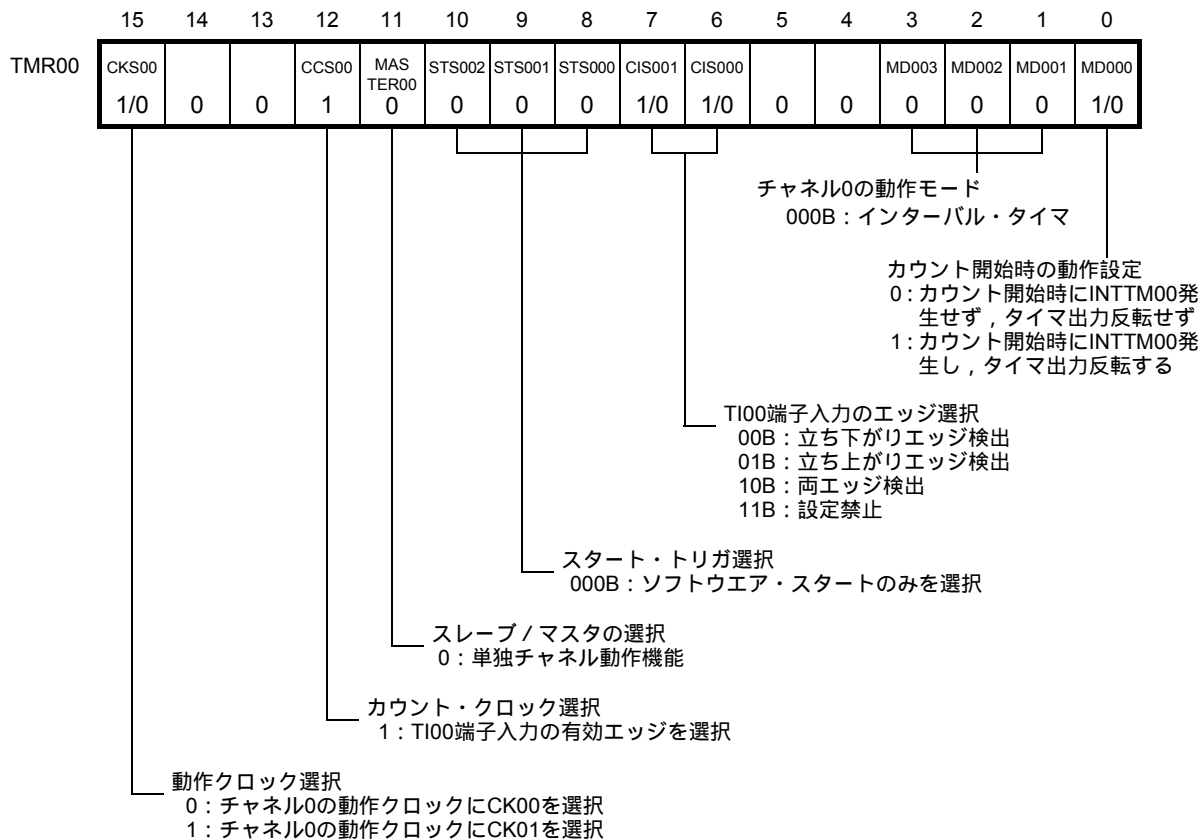 15 14 13 12 11 10 9 8 7 6 5 4 3 2 1 0
TMR00 CKS00 CCS00 MAS TER00 STS002 STS001 STS000 CIS001 CIS000 MD003 MD002 MD001 MD000
1/0 0 0 1 0 0 0 0 1/0 1/0 0 0 0 0 0 1/0
チャネル0の動作モード
000B：インターバル・タイマ
カウント開始時の動作設定
0：カウント開始時にINTTM00発
生せず，タイマ出力反転せず
1：カウント開始時にINTTM00発
生し，タイマ出力反転する
TI00端子入力のエッジ選択
00B：立ち下がりエッジ検出
01B：立ち上がりエッジ検出
10B：両エッジ検出
11B：設定禁止
スタート・トリガ選択
000B：ソフトウエア・スタートのみを選択
スレーブ／マスタの選択
0：単独チャネル動作機能
カウント・クロック選択
1：TI00端子入力の有効エッジを選択
動作クロック選択
0：チャネル0の動作クロックにCK00を選択
1：チャネル0の動作クロックにCK01を選択